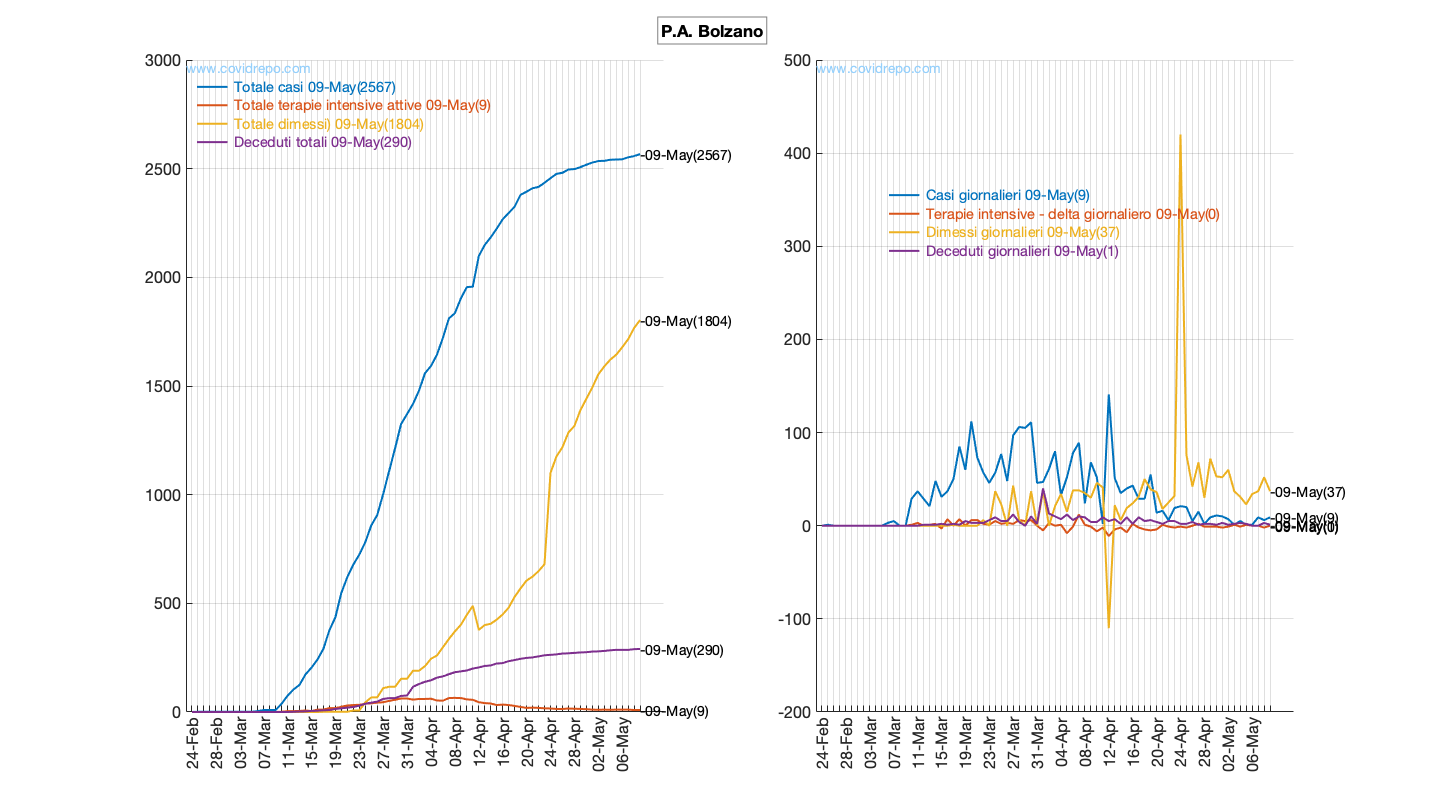 P.A. Bolzano
www.covidrepo.com
Totale casi 09-May(2567)
Totale terapie intensive attive 09-May(9)
Totale dimessi) 09-May(1804)
Deceduti totali 09-May(290)
3000
2500
2000
1500
1000
500
0
-09-May(2567)
-09-May(1804)
-09-May(290)
-09-May(9)
24-Feb
28-Feb
03-Mar
07-Mar
11-Mar
15-Mar
19-Mar
23-Mar
27-Mar
31-Mar
04-Apr
08-Apr
12-Apr
16-Apr
20-Apr
24-Apr
28-Apr
02-May
06-May
www.covidrepo.com
Casi giornalieri 09-May(9)
Terapie intensive - delta giornaliero 09-May(0)
Dimessi giornalieri 09-May(37)
Deceduti giornalieri 09-May(1)
500
400
300
200
100
0
-100
-200
-09-May(37)
-09-May(9)
24-Feb
28-Feb
03-Mar
07-Mar
11-Mar
15-Mar
19-Mar
23-Mar
27-Mar
31-Mar
04-Apr
08-Apr
12-Apr
16-Apr
20-Apr
24-Apr
28-Apr
02-May
06-May